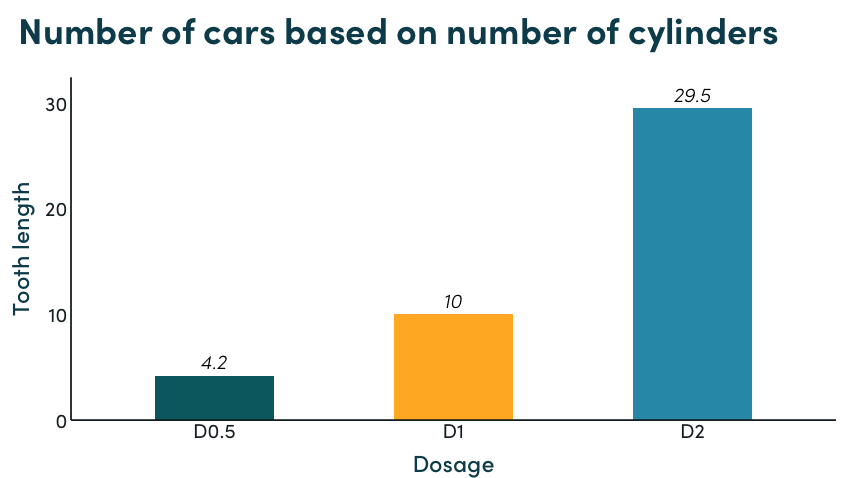 Number of cars based on number of cylinders
30
20
10
0
Tooth length
4.2
10
29.5
D0.5
D1
D2
Dosage